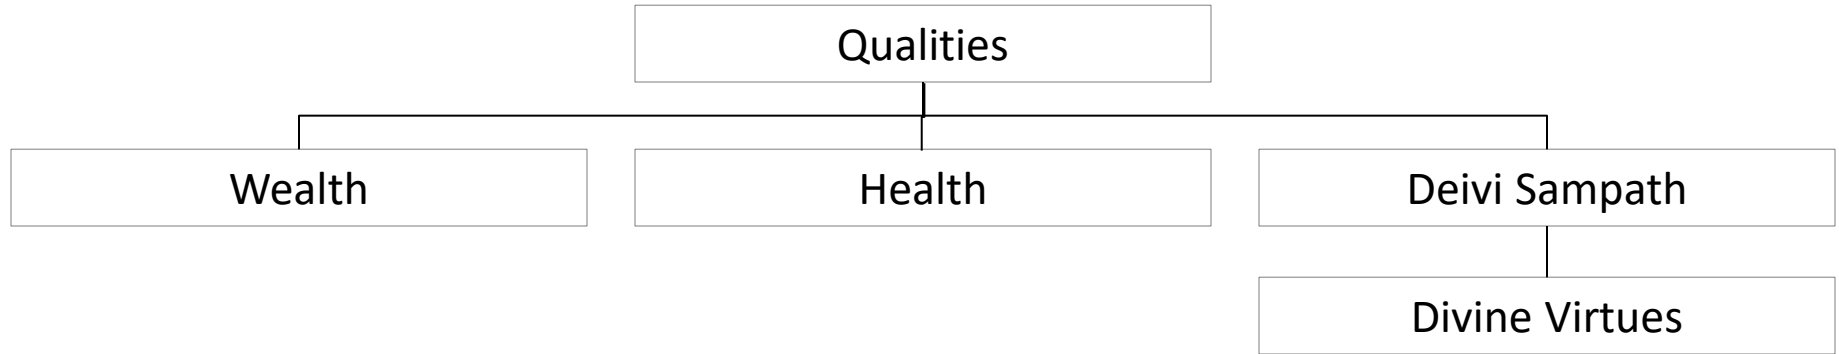 Qualities
Wealth
Health
Deivi Sampath
Divine Virtues